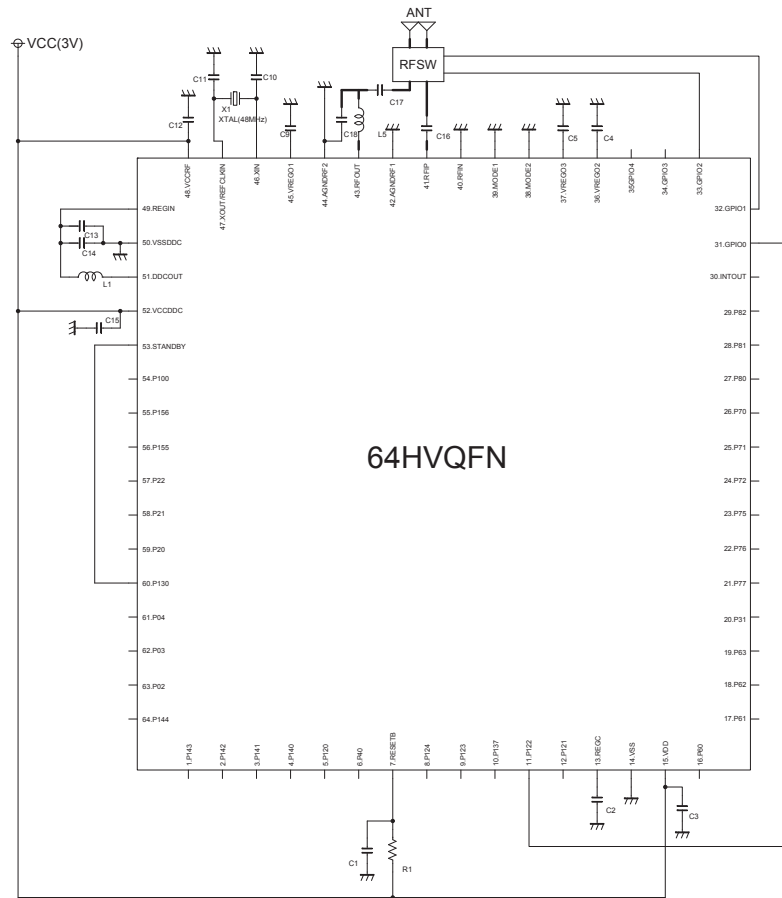 ANT
VCC(3V)
RFSW
C11
C10
X1
XTAL(48MHz)
C17
C12
C9
C18
L5
C16
C5
C4
48.VCCRF
47.XOUT/REFCLKIN
46.XIN
45.VREGO1
44.AGNDRF2
43.RFOUT
42.AGNDRF1
41.RFIP
40.RFIN
39.MODE1
38.MODE2
37.VREGO3
36.VREGO2
35GPIO4
34.GPIO3
33.GPIO2
49.REGIN
C13
50.VSSDDC
C14
51.DDCOUT
L1
52.VCCDDC
C15
53.STANDBY
54.P100
55.P156
56.P155
57.P22
58.P21
59.P20
60.P130
61.P04
62.P03
63.P02
64.P144
64HVQFN
32.GPIO1
31.GPIO0
30.INTOUT
29.P82
28.P81
27.P80
26.P70
25.P71
24.P72
23.P75
22.P76
21.P77
20.P31
19.P63
18.P62
17.P61
1.P143
2.P142
3.P141
4.P140
5.P120
6.P40
7.RESETB
8.P124
9.P123
10.P137
11.P122
12.P121
13.REGC
14.VSS
15.VDD
16.P60
C2
C3
C1
R1